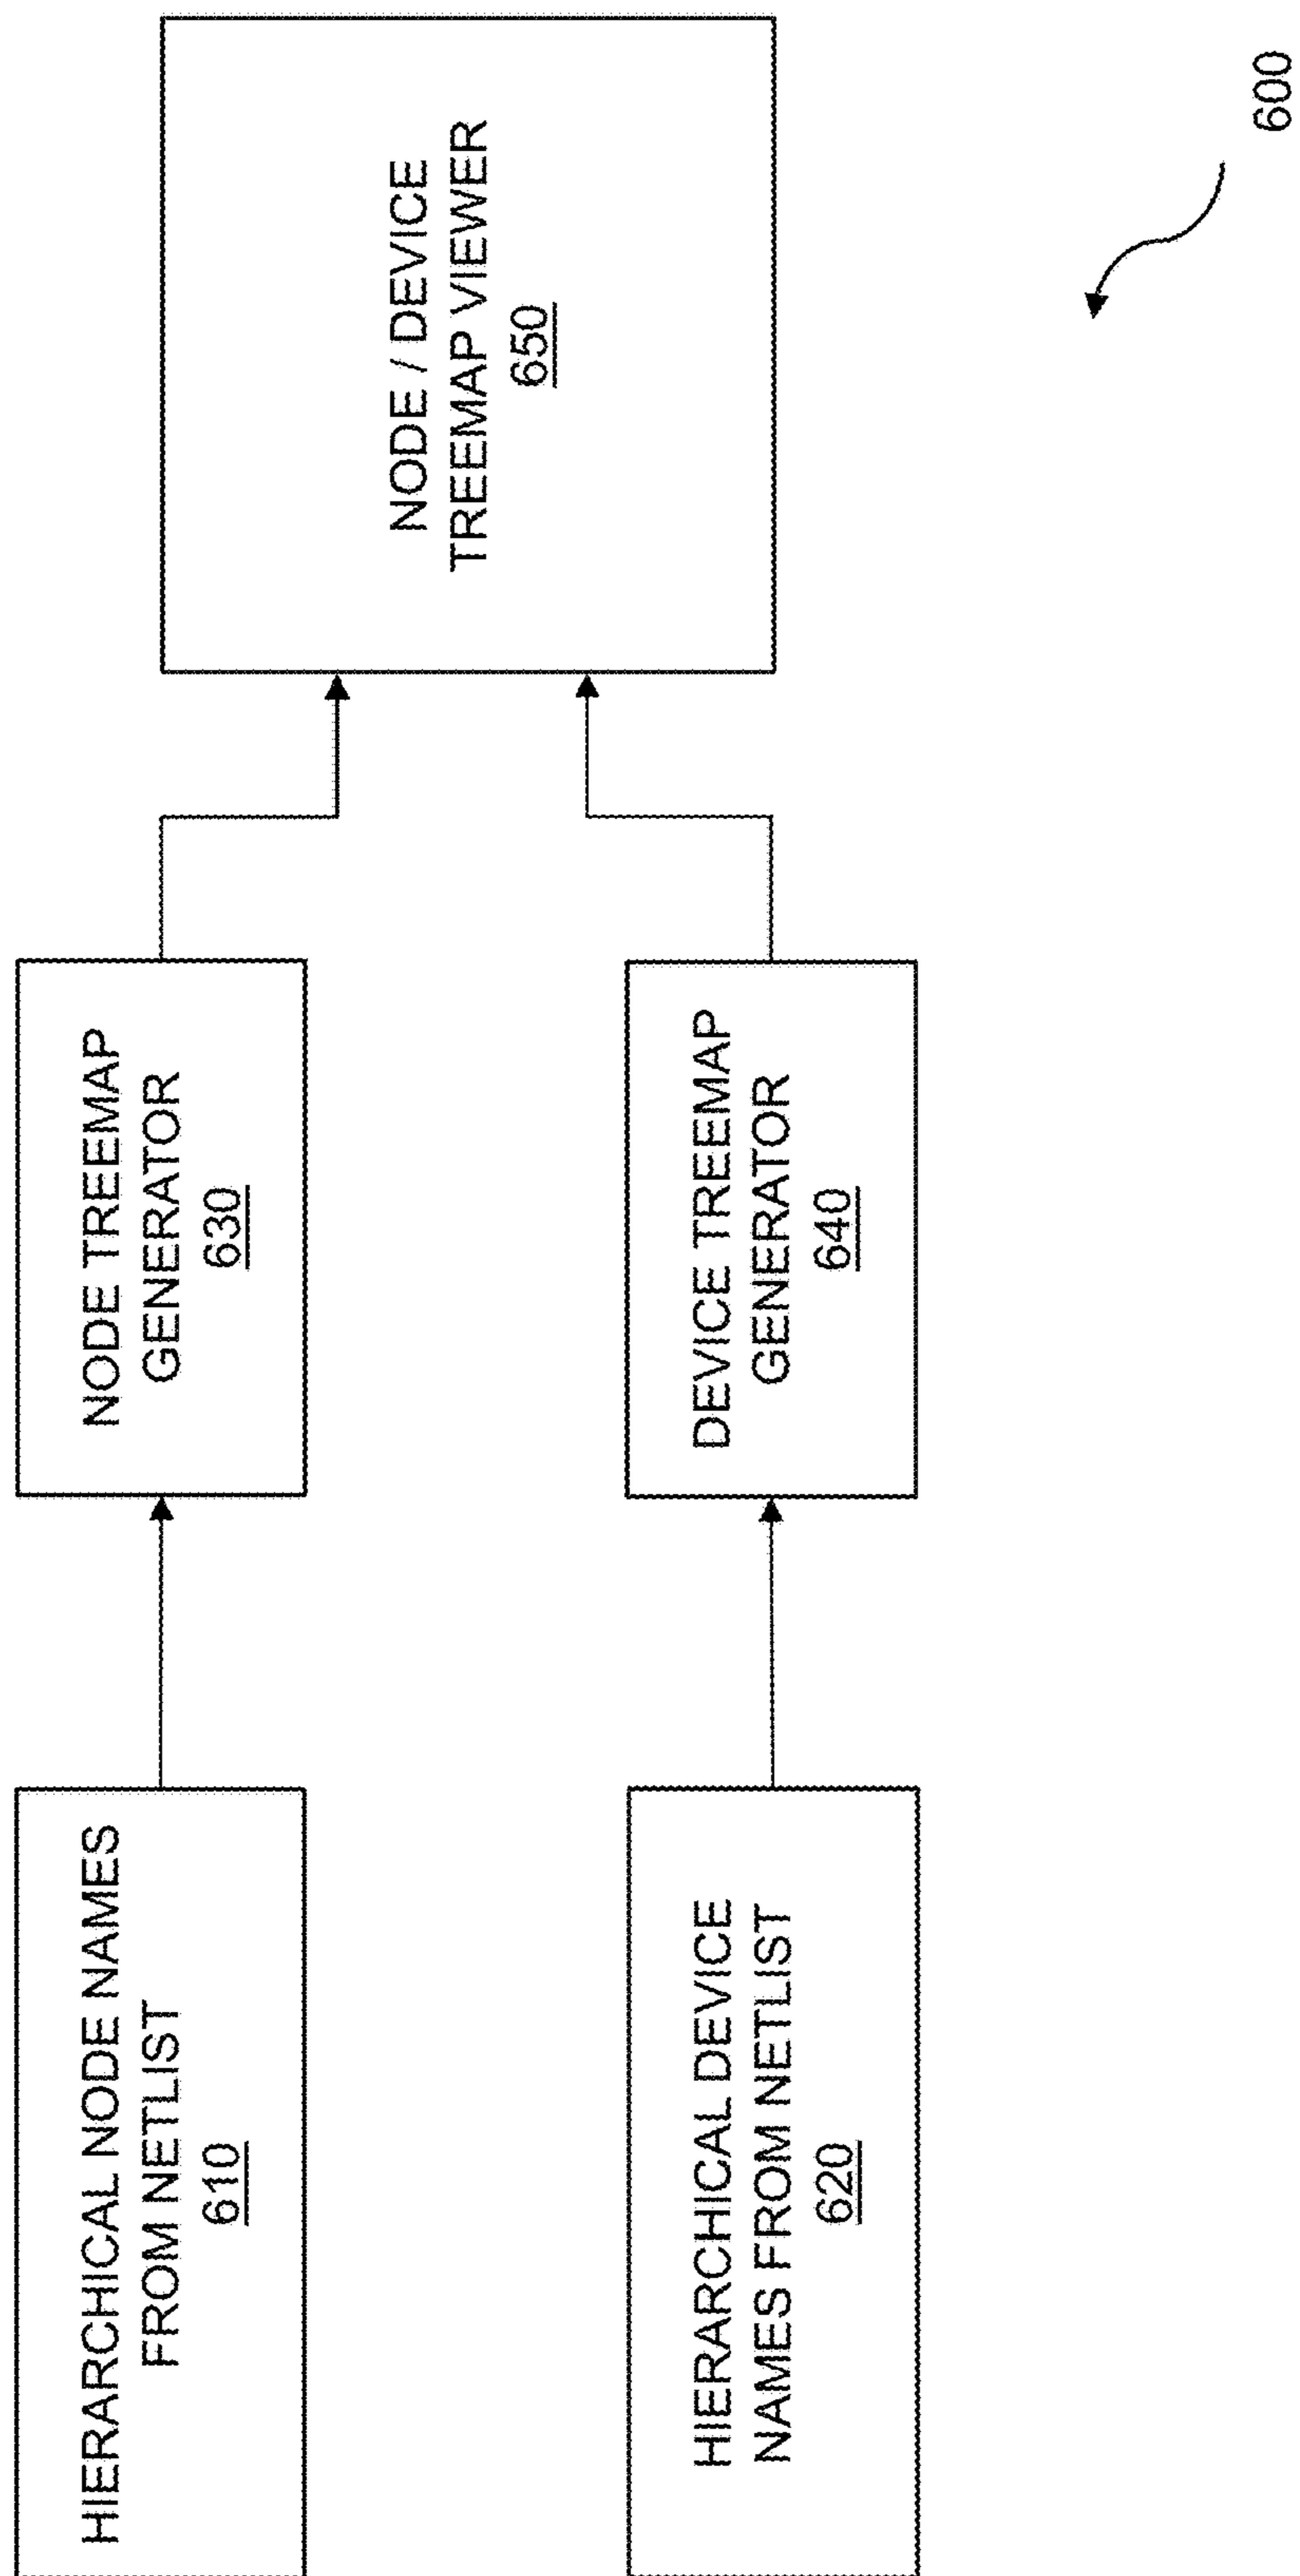 HIERARCHICAL NODE NAMES
FROM NETLIST
610
NODE TREEMAP
GENERATOR
630
NODE / DEVICE
TREEMAP VIEWER
650
HIERARCHICAL DEVICE
NAMES FROM NETLIST
620
DEVICE TREEMAP
GENERATOR
640
600